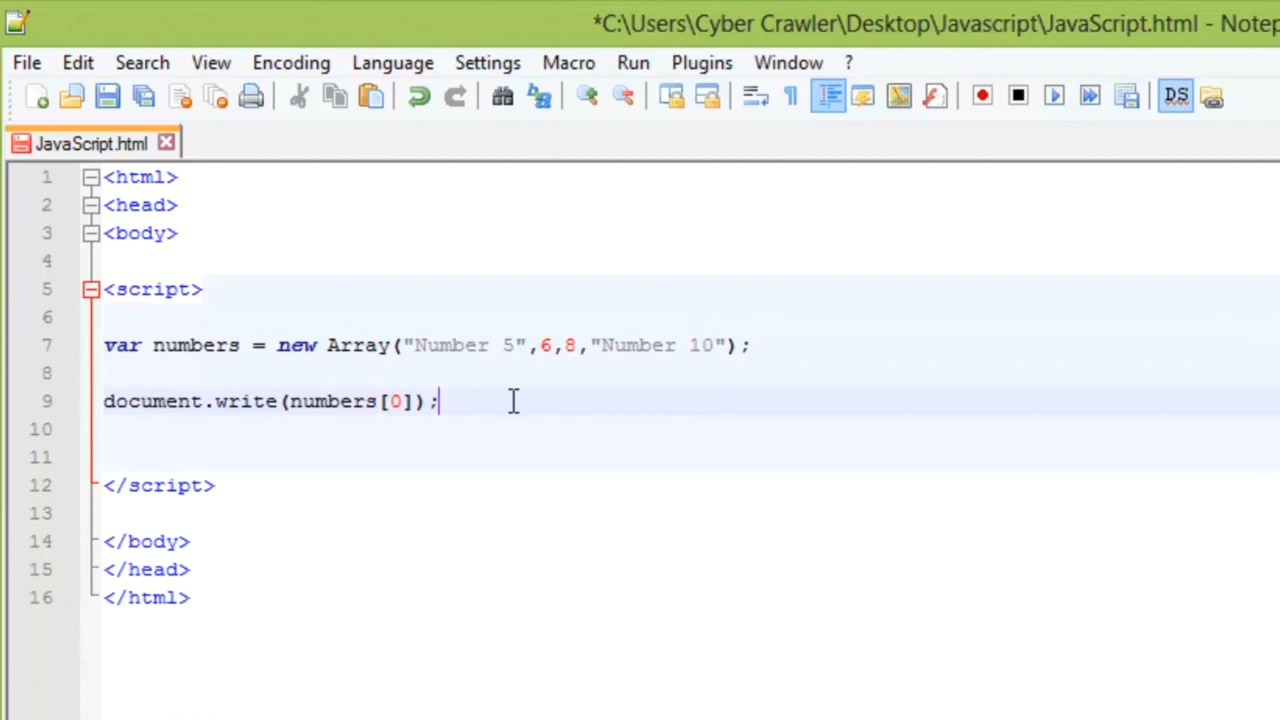 *C:\Users\Cyber Crawler\Desktop\Javascript\JavaScript.html - Notep
File Edit Search View Encoding Language Settings Macro Run Plugins Window ?
DS
JavaScript.html
1 <html>
2 <head>
3 <body>
4
5 <script>
6
7 var numbers = new Array("Number 5",6,8,"Number 10");
8
9 document.write(numbers[0]);
10
11
12 </script>
13
14 </body>
15 </head>
16 </html>